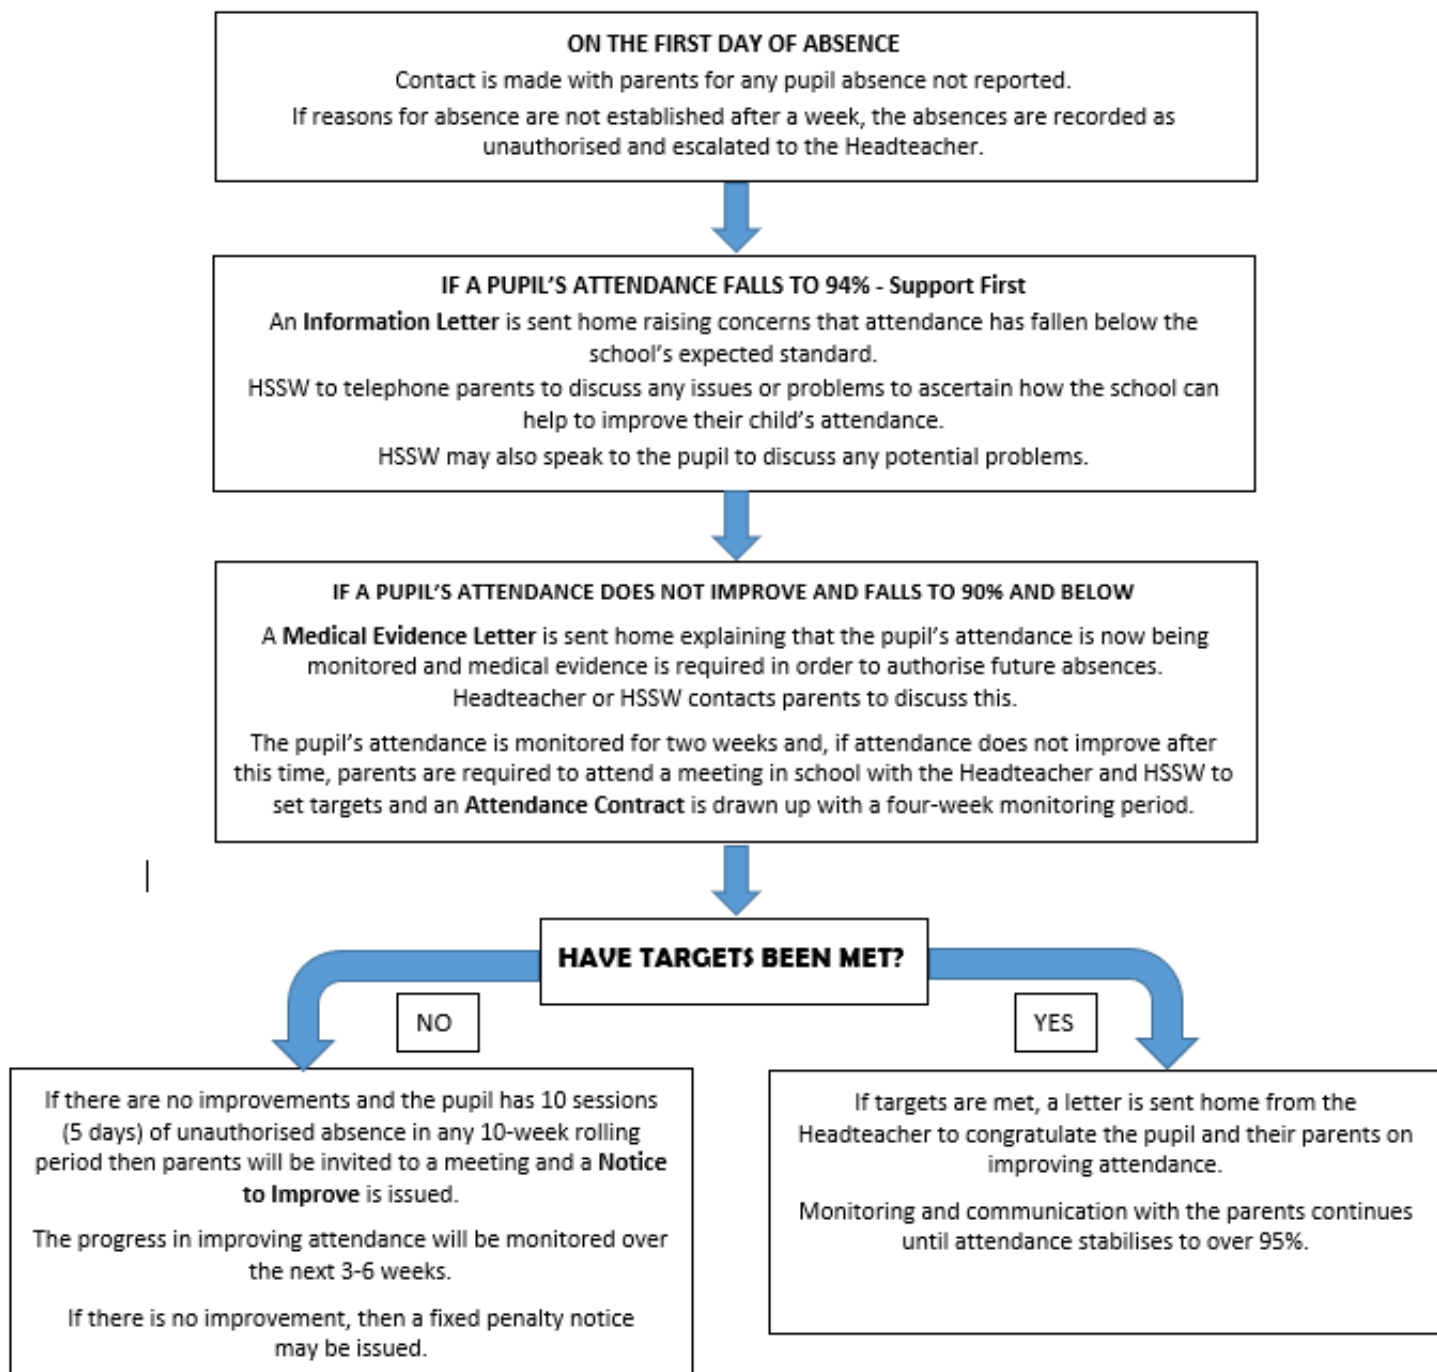 ON THE FIRST DAY OF ABSENCE
Contact is made with parents for any pupil absence not reported.
If reasons for absence are not established after a week, the absences are recorded as
unauthorised and escalated to the Headteacher.
IF A PUPIL'S ATTENDANCE FALLS TO 94% - Support First
An Information Letter is sent home raising concerns that attendance has fallen below the
school's expected standard.
HSSW to telephone parents to discuss any issues or problems to ascertain how the school can
help to improve their child's attendance.
HSSW may also speak to the pupil to discuss any potential problems.
IF A PUPIL'S ATTENDANCE DOES NOT IMPROVE AND FALLS TO 90% AND BELOW
A Medical Evidence Letter is sent home explaining that the pupil's attendance is now being
monitored and medical evidence is required in order to authorise future absences.
Headteacher or HSSW contacts parents to discuss this.
The pupil's attendance is monitored for two weeks and, if attendance does not improve after
this time, parents are required to attend a meeting in school with the Headteacher and HSSW to
set targets and an Attendance Contract is drawn up with a four-week monitoring period.
HAVE TARGETS BEEN MET?
NO
YES
If there are no improvements and the pupil has 10 sessions
(5 days) of unauthorised absence in any 10-week rolling
period then parents will be invited to a meeting and a Notice
to Improve is issued.
The progress in improving attendance will be monitored over
the next 3-6 weeks.
If there is no improvement, then a fixed penalty notice
may be issued.
If targets are met, a letter is sent home from the
Headteacher to congratulate the pupil and their parents on
improving attendance.
Monitoring and communication with the parents continues
until attendance stabilises to over 95%.